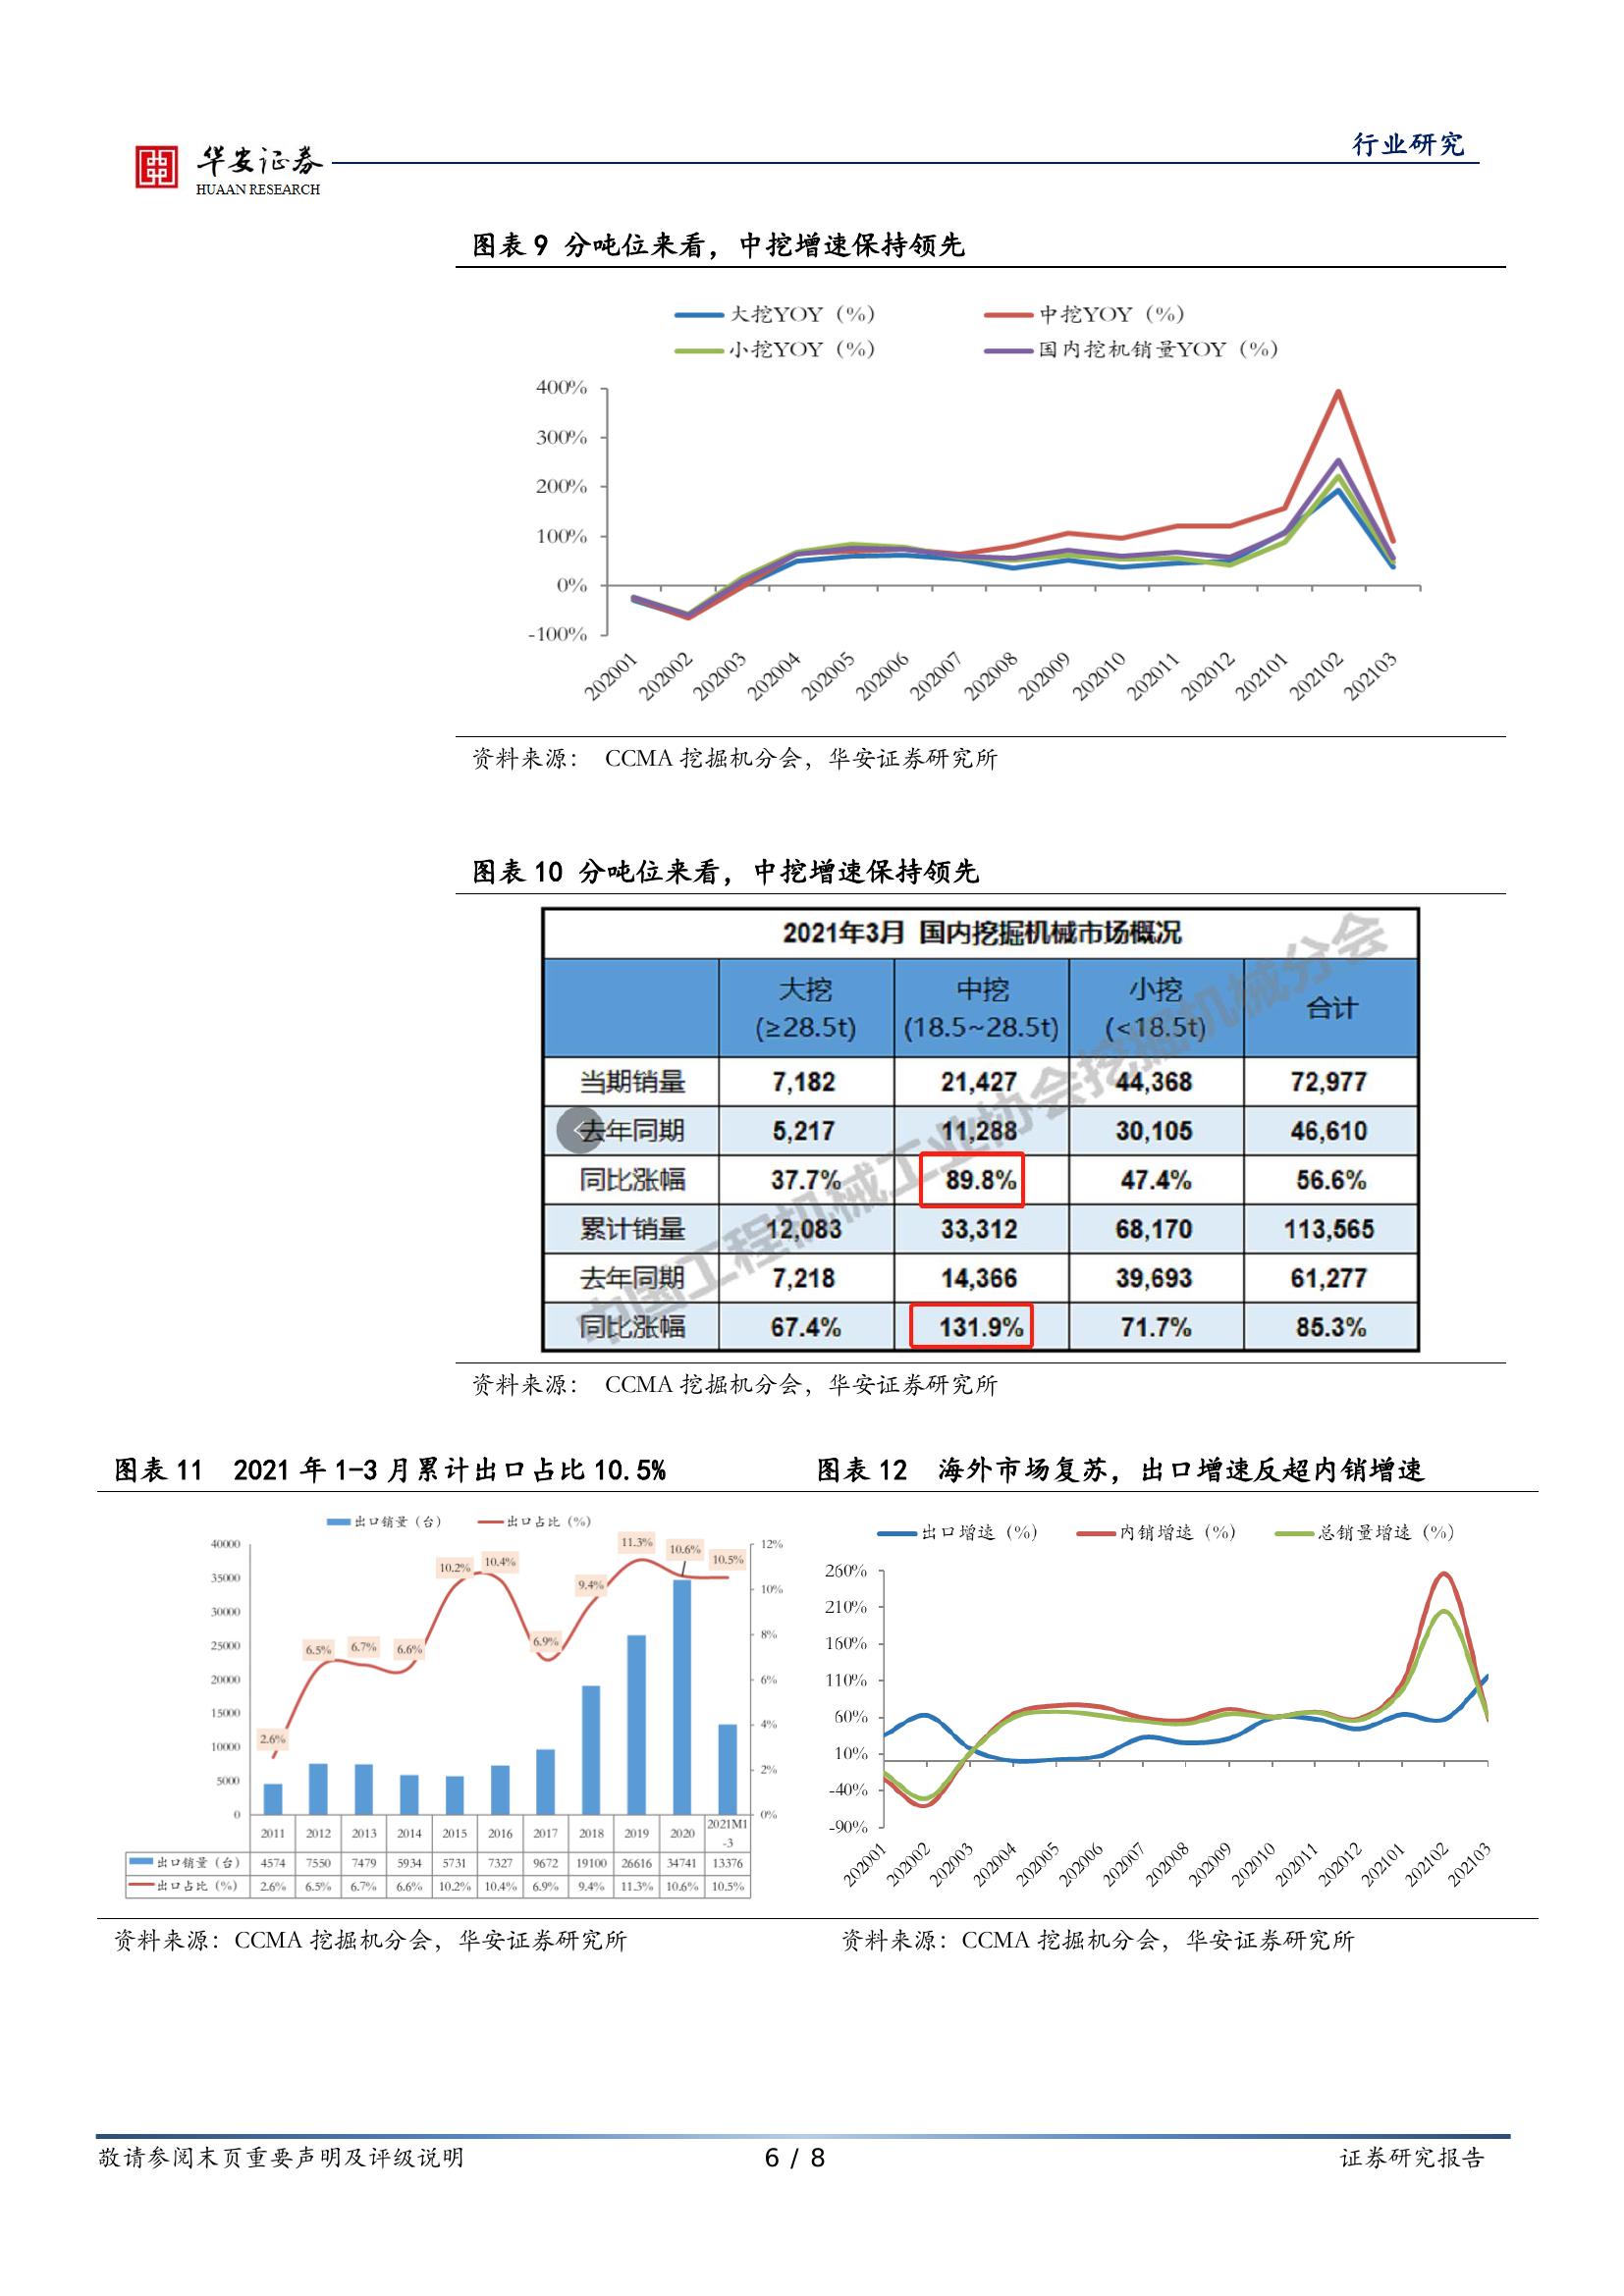 华安证券
HUAAN RESEARCH
行业研究
图表 9 分吨位来看，中挖增速保持领先
大挖YOY（%）
中挖YOY（%）
小挖YOY（%）
国内挖机销量YOY（%）
400%
300%
200%
100%
0%
-100%
202001 202002 202003 202004 202005 202006 202007 202008 202009 202010 202011 202012 202101 202102 202103
资料来源： CCMA 挖掘机分会，华安证券研究所
图表 10 分吨位来看，中挖增速保持领先
2021年3月 国内挖掘机械市场概况
大挖 中挖 小挖 合计
(≥28.5t) (18.5~28.5t) (<18.5t)
当期销量 7,182 21,427 44,368 72,977
去年同期 5,217 11,288 30,105 46,610
同比涨幅 37.7% 89.8% 47.4% 56.6%
累计销量 12,083 33,312 68,170 113,565
去年同期 7,218 14,366 39,693 61,277
同比涨幅 67.4% 131.9% 71.7% 85.3%
中国工程机械工业协会挖掘机械分会
资料来源： CCMA 挖掘机分会，华安证券研究所
图表 11 2021 年 1-3 月累计出口占比 10.5%
出口销量（台） 出口占比（%）
40000
35000
30000
25000
20000
15000
10000
5000
0
12%
10%
8%
6%
4%
2%
0%
2.6% 6.5% 6.7% 6.6% 10.2% 10.4% 6.9% 9.4% 11.3% 10.6% 10.5%
2011 2012 2013 2014 2015 2016 2017 2018 2019 2020 2021M1-3
出口销量（台） 4574 7550 7479 5934 5731 7327 9672 19100 26616 34741 13376
出口占比（%） 2.6% 6.5% 6.7% 6.6% 10.2% 10.4% 6.9% 9.4% 11.3% 10.6% 10.5%
资料来源：CCMA 挖掘机分会，华安证券研究所
图表 12 海外市场复苏，出口增速反超内销增速
出口增速（%） 内销增速（%） 总销量增速（%）
260%
210%
160%
110%
60%
10%
-40%
-90%
202001 202002 202003 202004 202005 202006 202007 202008 202009 202010 202011 202012 202101 202102 202103
资料来源：CCMA 挖掘机分会，华安证券研究所
敬请参阅末页重要声明及评级说明
6 / 8
证券研究报告